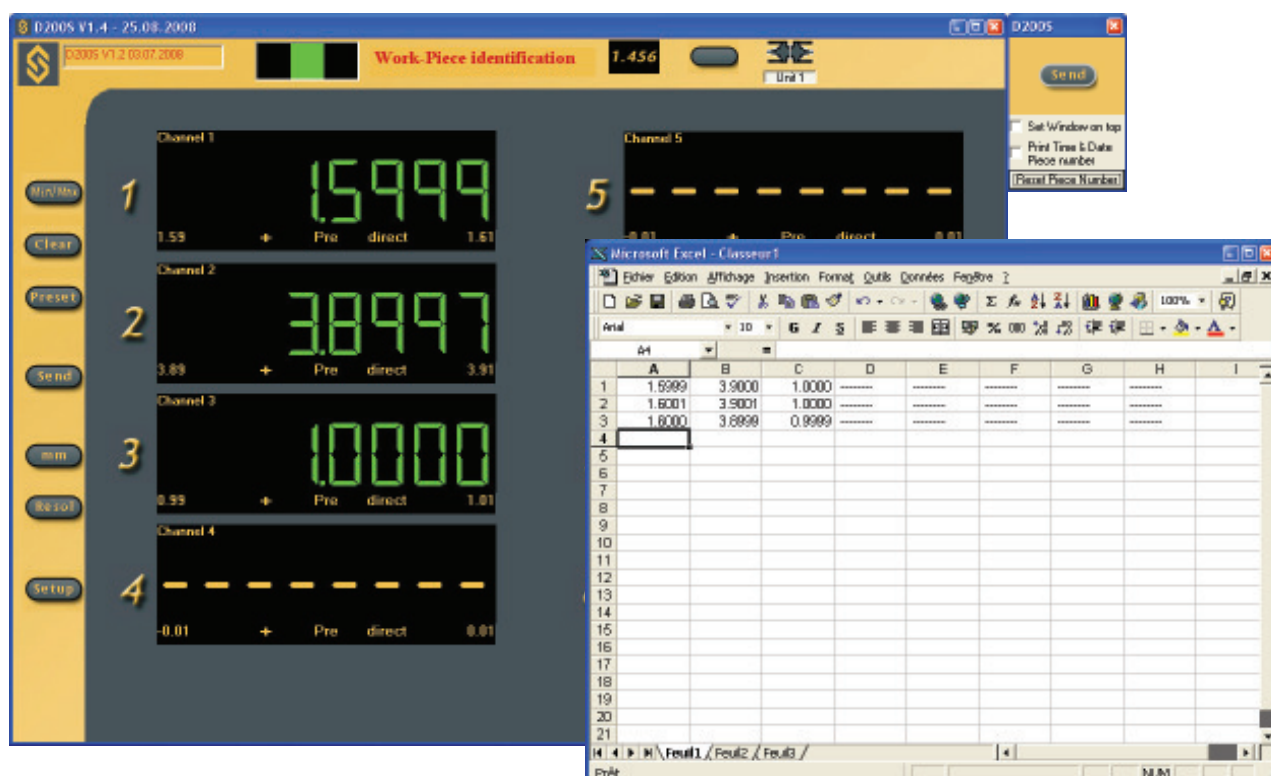 D200S V1.4 - 25.08.2008
D200S V1.2 03.07.2008
Work-Piece identification
1.456
Unit 1
Min/Max
Clear
Preset
Send
mm
Resol
Setup
1
Channel 1
1.5999
1.59 + Pre direct 1.61
2
Channel 2
3.8997
3.89 + Pre direct 3.91
3
Channel 3
1.0000
0.99 + Pre direct 1.01
4
Channel 4
- - - - - - - -
-0.01 + Pre direct 0.01
5
Channel 5
- - - - - - - -
-0.01 + Pre direct 0.01
D200S
Send
Set Window on top
Print Time & Date
Piece number
Reset Piece Number
Microsoft Excel - Classeur1
Fichier Edition Affichage Insertion Format Outils Données Fenêtre ?
100%
Arial 10 G I S
A4 =
A B C D E F G H I
1 1.5999 3.9000 1.0000 -------- -------- -------- -------- --------
2 1.6001 3.9001 1.0000 -------- -------- -------- -------- --------
3 1.6000 3.8999 0.9999 -------- -------- -------- -------- --------
4
5
6
7
8
9
10
11
12
13
14
15
16
17
18
19
20
21
Feuil1 / Feuil2 / Feuil3 /
Prêt NUM